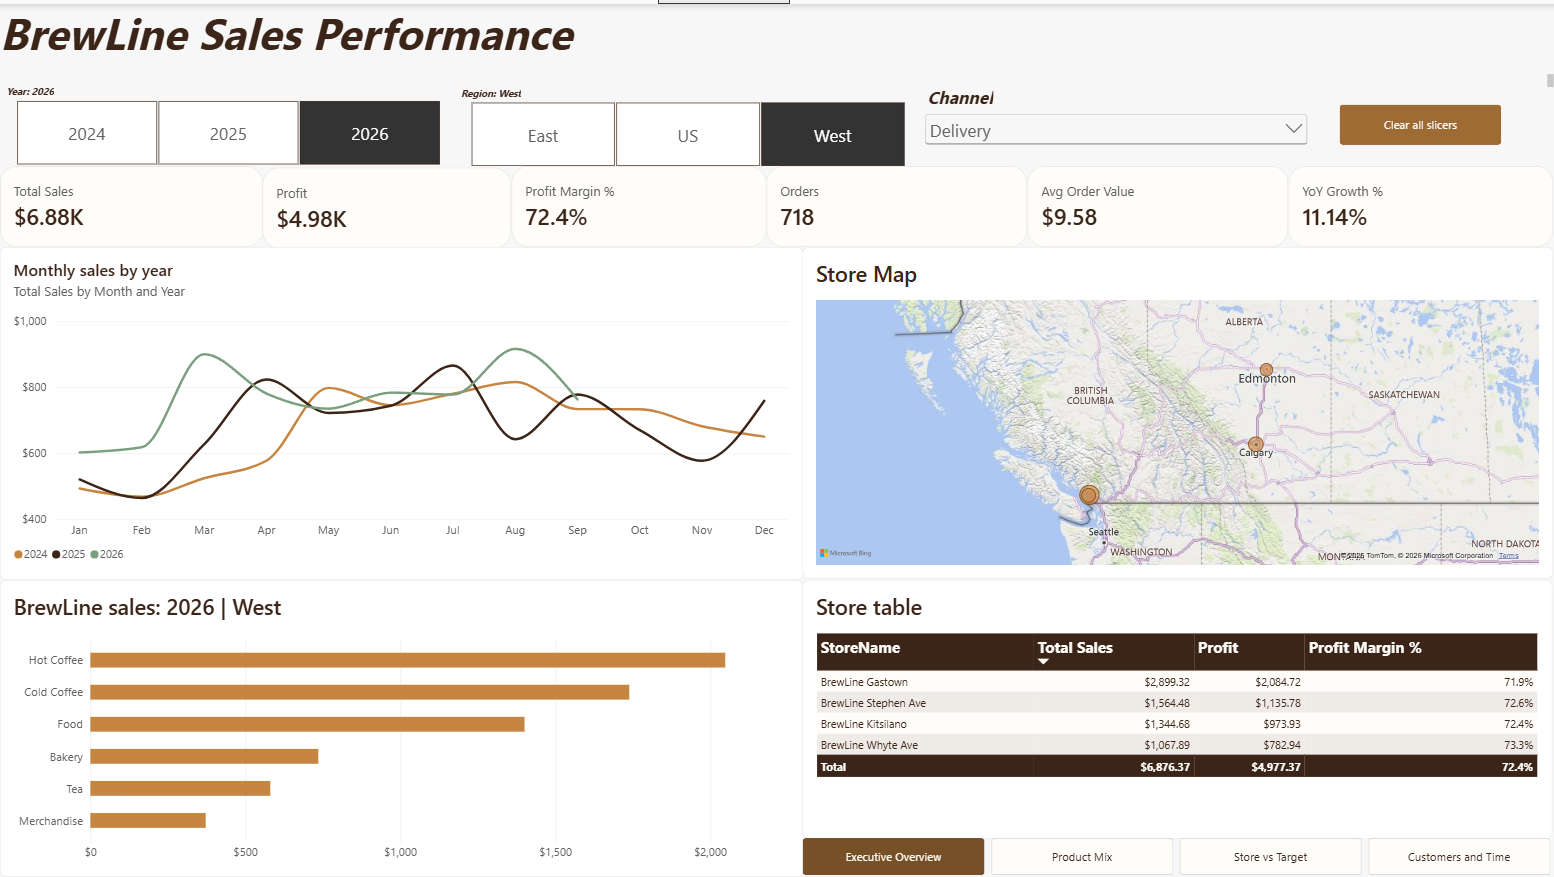 BrewLine Sales Performance
Year: 2026
2024 2025 2026
Region: West
East US West
Channel
Delivery
Clear all slicers
Total Sales
$6.88K
Profit
$4.98K
Profit Margin %
72.4%
Orders
718
Avg Order Value
$9.58
YoY Growth %
11.14%
Monthly sales by year
Total Sales by Month and Year
$1,000
$800
$600
$400
Jan Feb Mar Apr May Jun Jul Aug Sep Oct Nov Dec
2024 2025 2026
Store Map
ALBERTA
Edmonton
BRITISH
COLUMBIA
SASKATCHEWAN
Calgary
Seattle
WASHINGTON
NORTH DAKOTA
Microsoft Bing
TomTom, © 2026 Microsoft Corporation Terms
BrewLine sales: 2026 | West
Hot Coffee
Cold Coffee
Food
Bakery
Tea
Merchandise
$0 $500 $1,000 $1,500 $2,000
Store table
StoreName Total Sales Profit Profit Margin %
BrewLine Gastown $2,899.32 $2,084.72 71.9%
BrewLine Stephen Ave $1,564.48 $1,135.78 72.6%
BrewLine Kitsilano $1,344.68 $973.93 72.4%
BrewLine Whyte Ave $1,067.89 $782.94 73.3%
Total $6,876.37 $4,977.37 72.4%
Executive Overview Product Mix Store vs Target Customers and Time